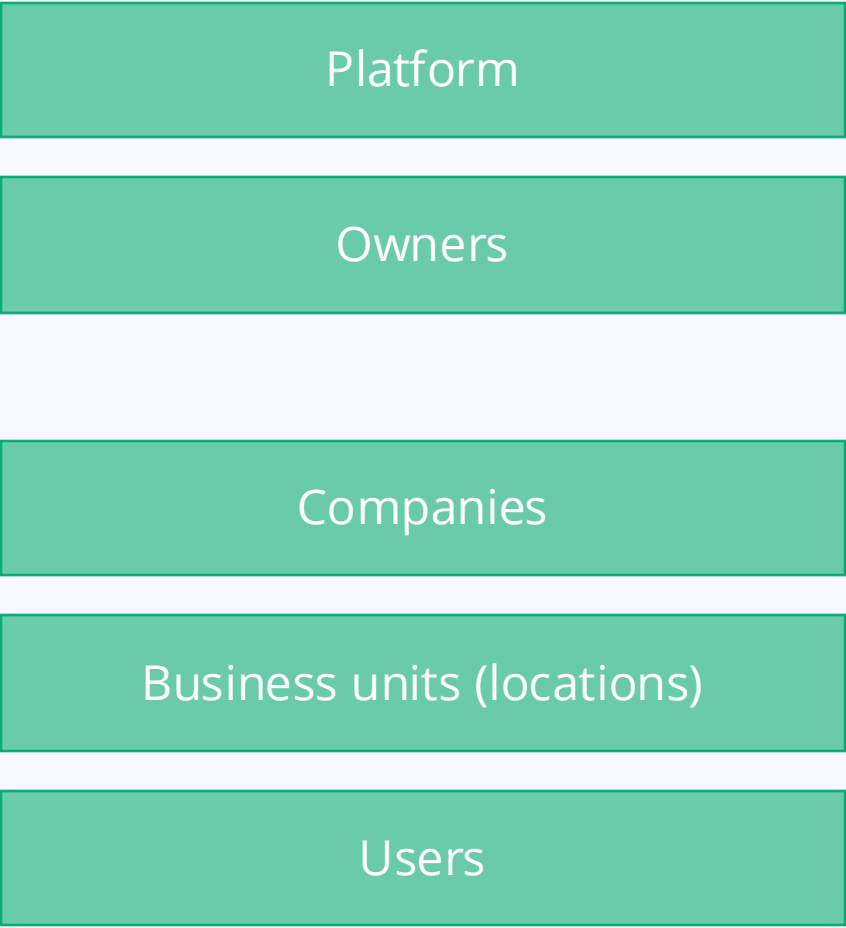 Platform
Owners
Companies
Business units (locations)
Users